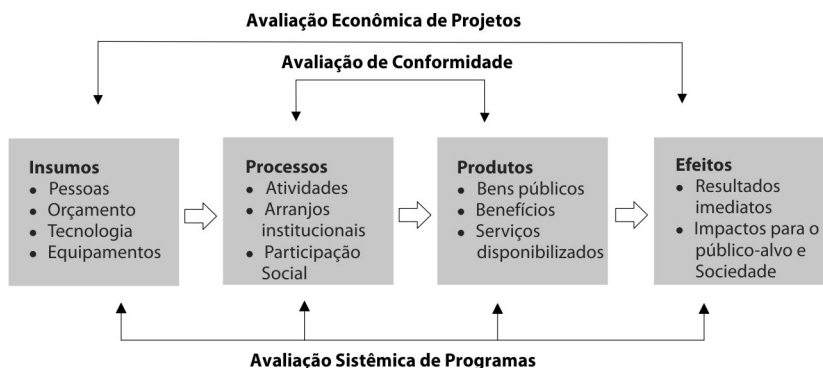 Avaliação Econômica de Projetos
Avaliação de Conformidade
Insumos
• Pessoas
• Orçamento
• Tecnologia
• Equipamentos
Processos
• Atividades
• Arranjos
institucionais
• Participação
Social
Produtos
• Bens públicos
• Benefícios
• Serviços
disponibilizados
Efeitos
• Resultados
imediatos
• Impactos para o
público-alvo e
Sociedade
Avaliação Sistêmica de Programas